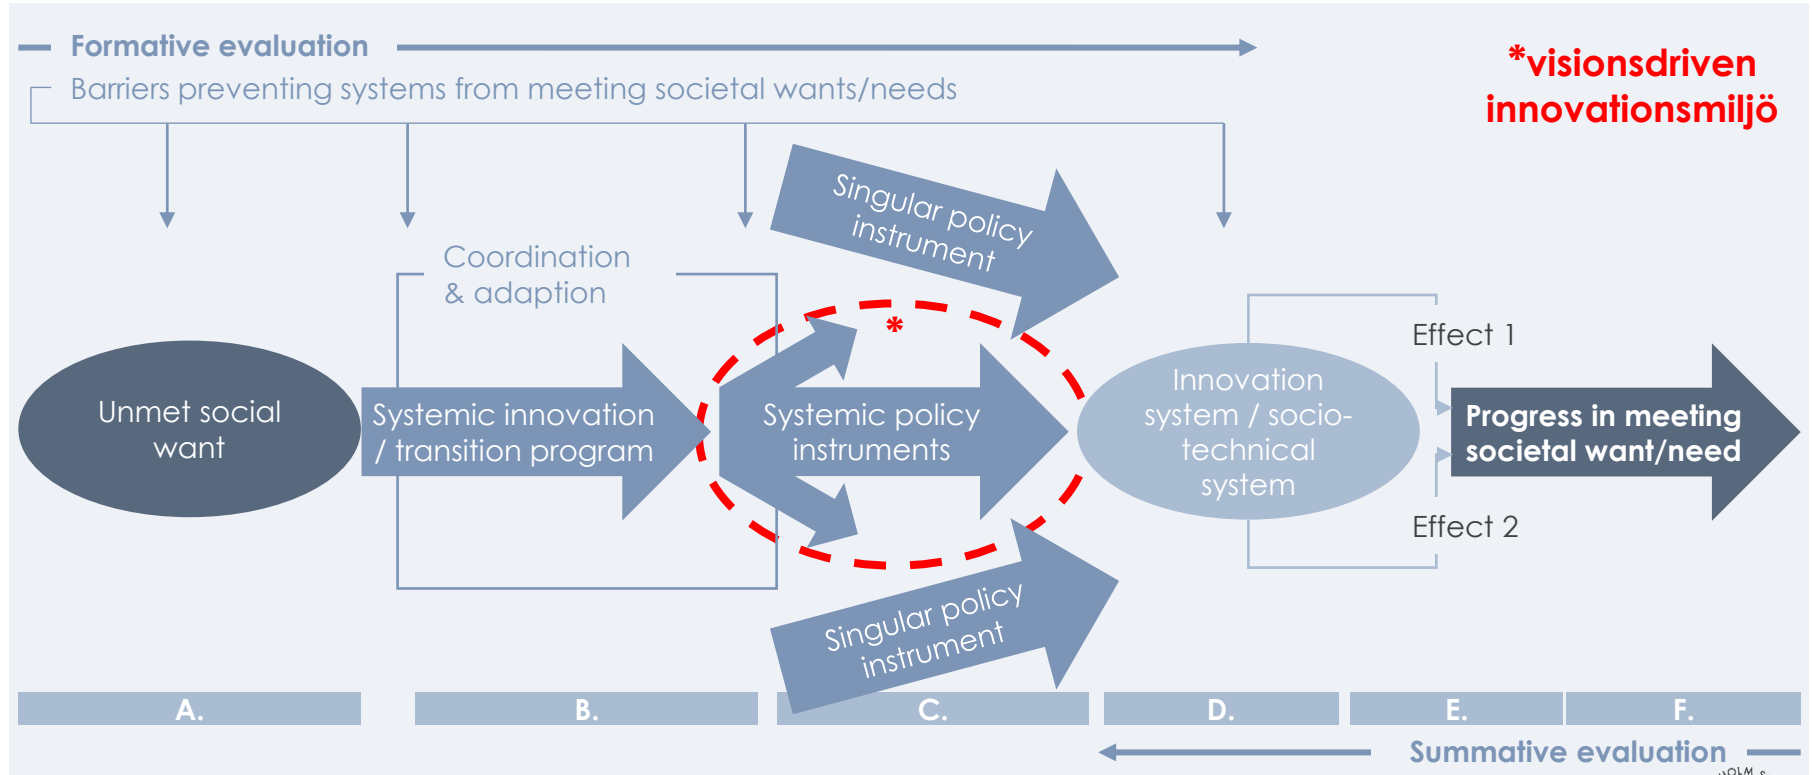 Formative evaluation
Barriers preventing systems from meeting societal wants/needs
*visionsdriven
innovationsmiljö
Singular policy
instrument
Coordination
& adaption
*
Effect 1
Unmet social
want
Systemic innovation
/ transition program
Systemic policy
instruments
Innovation
system / socio-
technical
system
Progress in meeting
societal want/need
Effect 2
Singular policy
instrument
A.
B.
C.
D.
E.
F.
Summative evaluation